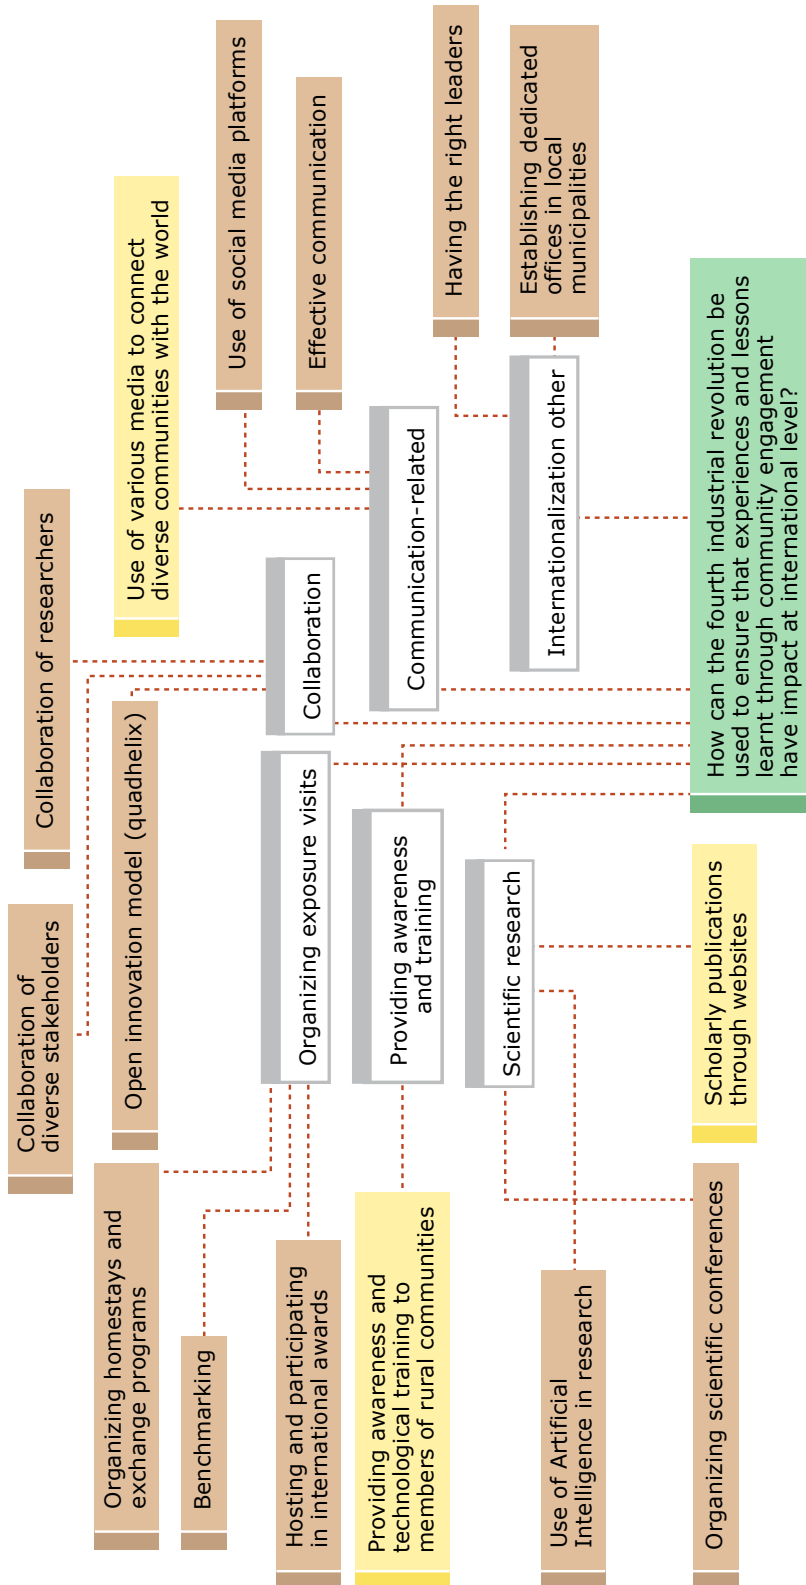 Organizing homestays and
exchange programs
Benchmarking
Hosting and participating
in international awards
Providing awareness and
technological training to
members of rural communities
Use of Artificial
Intelligence in research
Organizing scientific conferences
Collaboration of
diverse stakeholders
Open innovation model (quadhelix)
Collaboration of researchers
Organizing exposure visits
Providing awareness
and training
Scientific research
Scholarly publications
through websites
Collaboration
Communication-related
Internationalization other
Use of various media to connect
diverse communities with the world
Use of social media platforms
Effective communication
Having the right leaders
Establishing dedicated
offices in local
municipalities
How can the fourth industrial revolution be
used to ensure that experiences and lessons
learnt through community engagement
have impact at international level?